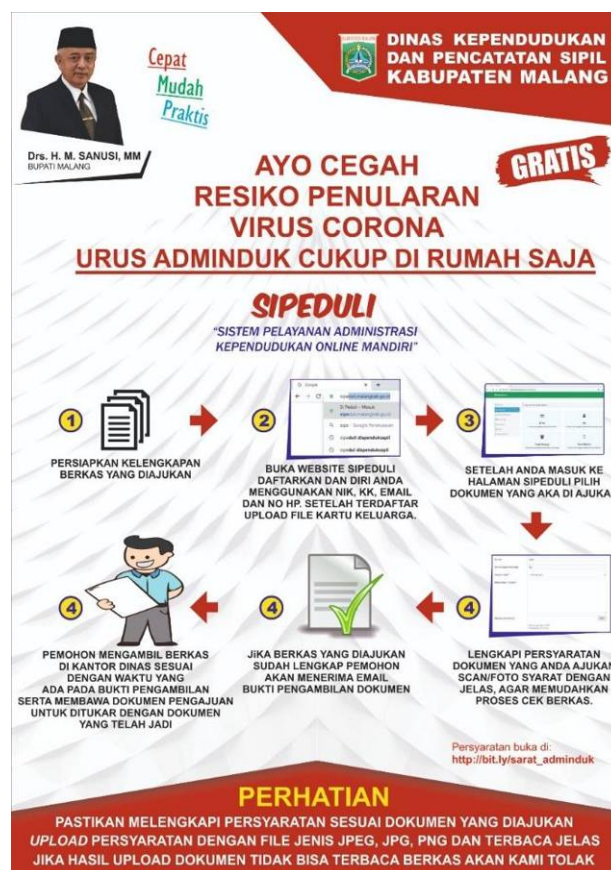 Cepat
Mudah
Praktis
DINAS KEPENDUDUKAN
DAN PENCATATAN SIPIL
KABUPATEN MALANG
Drs. H. M. SANUSI, MM
BUPATI MALANG
GRATIS
AYO CEGAH
RESIKO PENULARAN
VIRUS CORONA
URUS ADMINDUK CUKUP DI RUMAH SAJA
SIPEDULI
"SISTEM PELAYANAN ADMINISTRASI
KEPENDUDUKAN ONLINE MANDIRI"
1
PERSIAPKAN KELENGKAPAN
BERKAS YANG DIAJUKAN
2
BUKA WEBSITE SIPEDULI
DAFTARKAN DAN DIRI ANDA
MENGGUNAKAN NIK, KK, EMAIL
DAN NO HP. SETELAH TERDAFTAR
UPLOAD FILE KARTU KELUARGA.
3
SETELAH ANDA MASUK KE
HALAMAN SIPEDULI PILIH
DOKUMEN YANG AKA DI AJUKA
4
LENGKAPI PERSYARATAN
DOKUMEN YANG ANDA AJUKAN
SCAN/FOTO SYARAT DENGAN
JELAS, AGAR MEMUDAHKAN
PROSES CEK BERKAS.
4
JiKA BERKAS YANG DIAJUKAN
SUDAH LENGKAP PEMOHON
AKAN MENERIMA EMAIL
BUKTI PENGAMBILAN DOKUMEN
4
PEMOHON MENGAMBIL BERKAS
DI KANTOR DINAS SESUAI
DENGAN WAKTU YANG
ADA PADA BUKTI PENGAMBILAN
SERTA MEMBAWA DOKUMEN PENGAJUAN
UNTUK DITUKAR DENGAN DOKUMEN
YANG TELAH JADI
Persyaratan buka di:
http://bit.ly/sarat_adminduk
PERHATIAN
PASTIKAN MELENGKAPI PERSYARATAN SESUAI DOKUMEN YANG DIAJUKAN
UPLOAD PERSYARATAN DENGAN FILE JENIS JPEG, JPG, PNG DAN TERBACA JELAS
JIKA HASIL UPLOAD DOKUMEN TIDAK BISA TERBACA BERKAS AKAN KAMI TOLAK